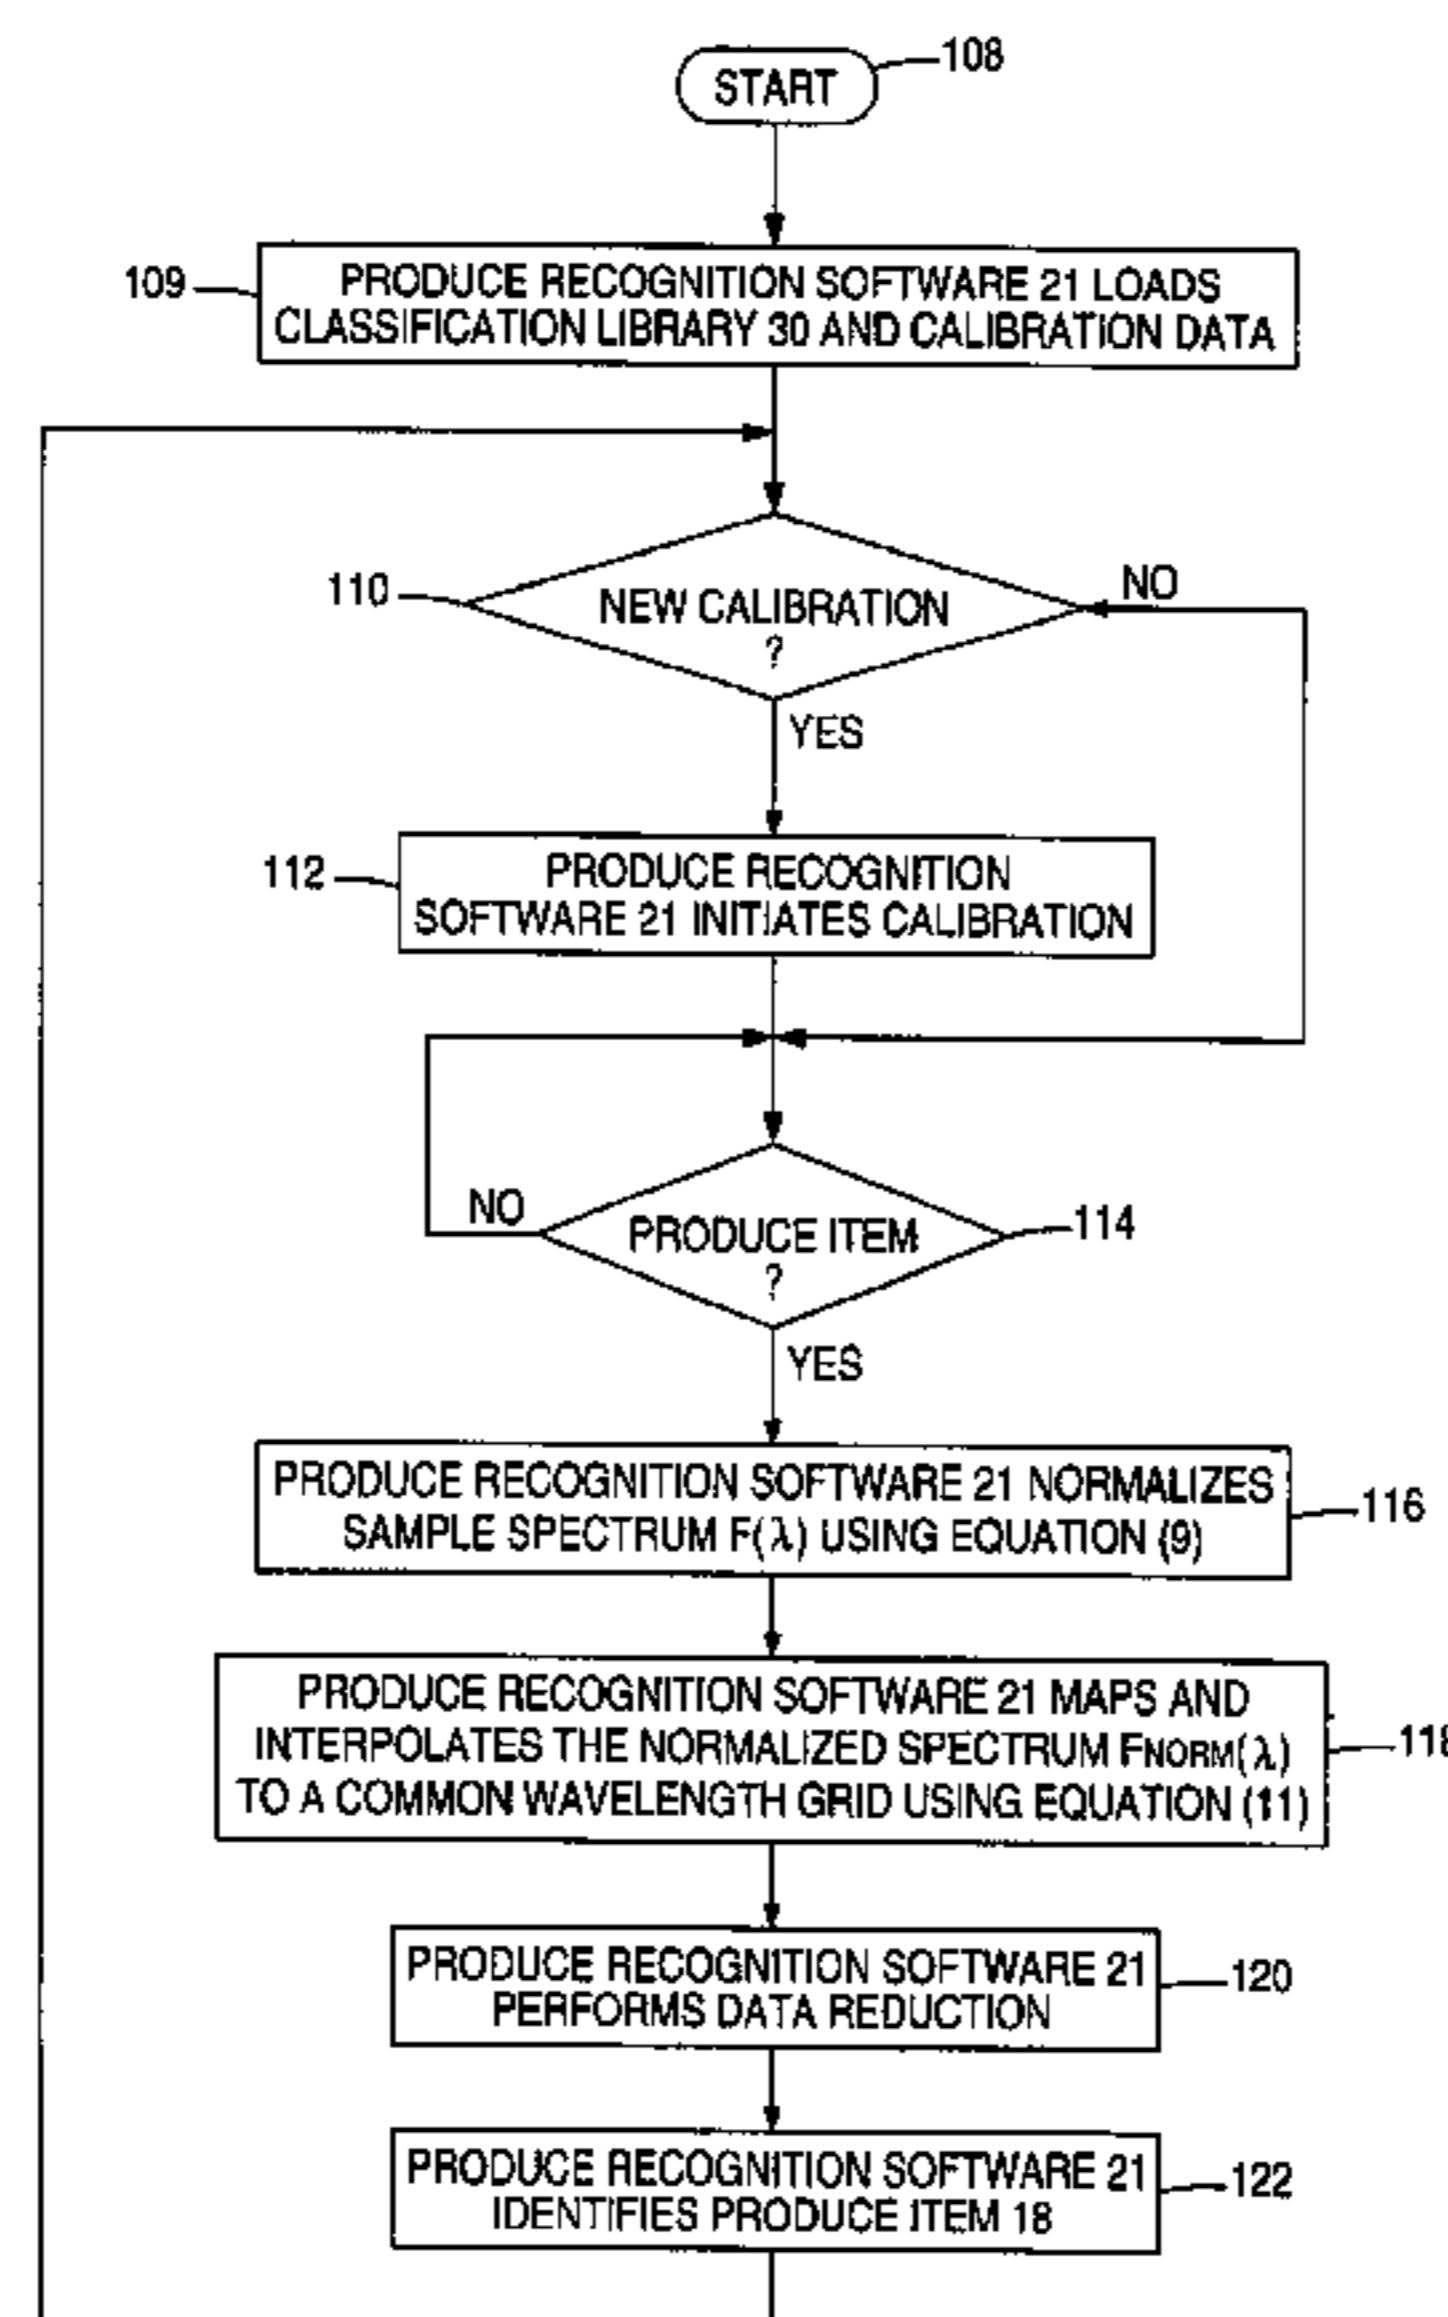 START
108
109
PRODUCE RECOGNITION SOFTWARE 21 LOADS
CLASSIFICATION LIBRARY 30 AND CALIBRATION DATA
110
NEW CALIBRATION
?
NO
YES
112
PRODUCE RECOGNITION
SOFTWARE 21 INITIATES CALIBRATION
NO
PRODUCE ITEM
?
114
YES
PRODUCE RECOGNITION SOFTWARE 21 NORMALIZES
SAMPLE SPECTRUM F(λ) USING EQUATION (9)
116
PRODUCE RECOGNITION SOFTWARE 21 MAPS AND
INTERPOLATES THE NORMALIZED SPECTRUM FNORM(λ)
TO A COMMON WAVELENGTH GRID USING EQUATION (11)
118
PRODUCE RECOGNITION SOFTWARE 21
PERFORMS DATA REDUCTION
120
PRODUCE RECOGNITION SOFTWARE 21
IDENTIFIES PRODUCE ITEM 18
122